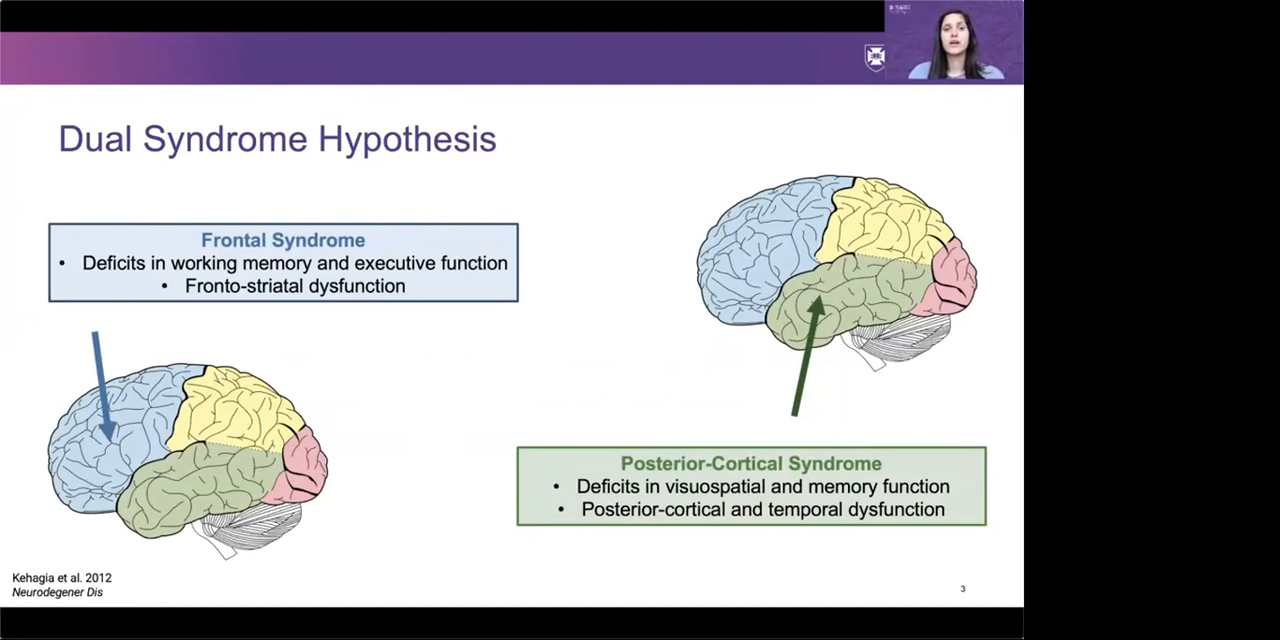 Dual Syndrome Hypothesis
Frontal Syndrome
• Deficits in working memory and executive function
• Fronto-striatal dysfunction
Posterior-Cortical Syndrome
• Deficits in visuospatial and memory function
• Posterior-cortical and temporal dysfunction
Kehagia et al. 2012
Neurodegener Dis
3